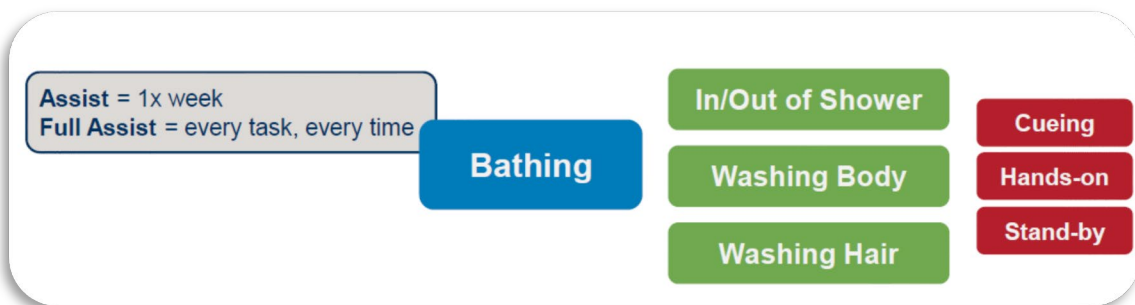 Assist = 1x week
Full Assist = every task, every time
Bathing
In/Out of Shower
Washing Body
Washing Hair
Cueing
Hands-on
Stand-by